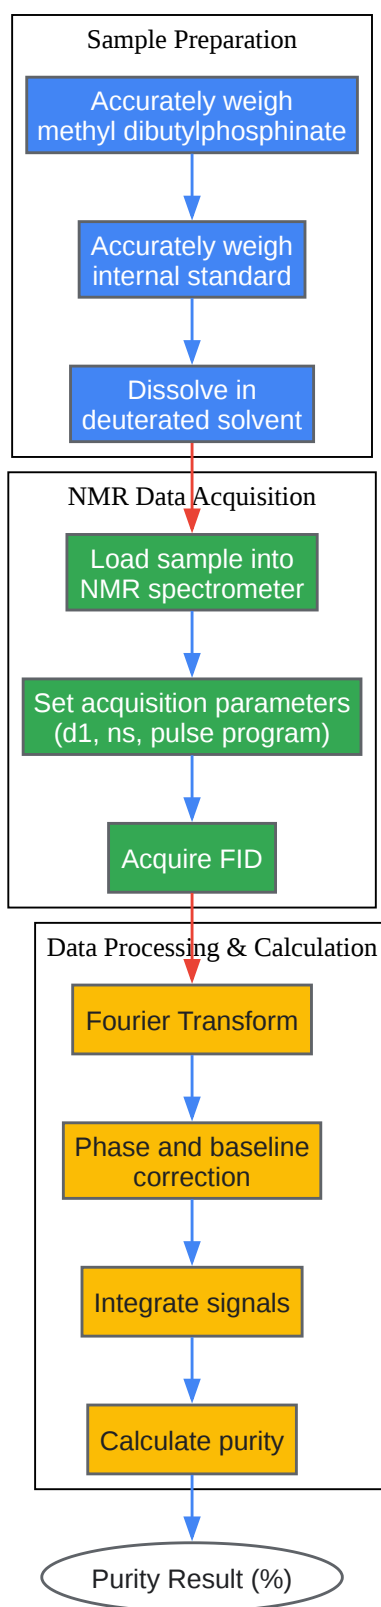 Sample Preparation
Accurately weigh
methyl dibutylphosphinate
Accurately weigh
internal standard
Dissolve in
deuterated solvent
NMR Data Acquisition
Load sample into
NMR spectrometer
Set acquisition parameters
(d1, ns, pulse program)
Acquire FID
Data Processing & Calculation
Fourier Transform
Phase and baseline
correction
Integrate signals
Calculate purity
Purity Result (%)